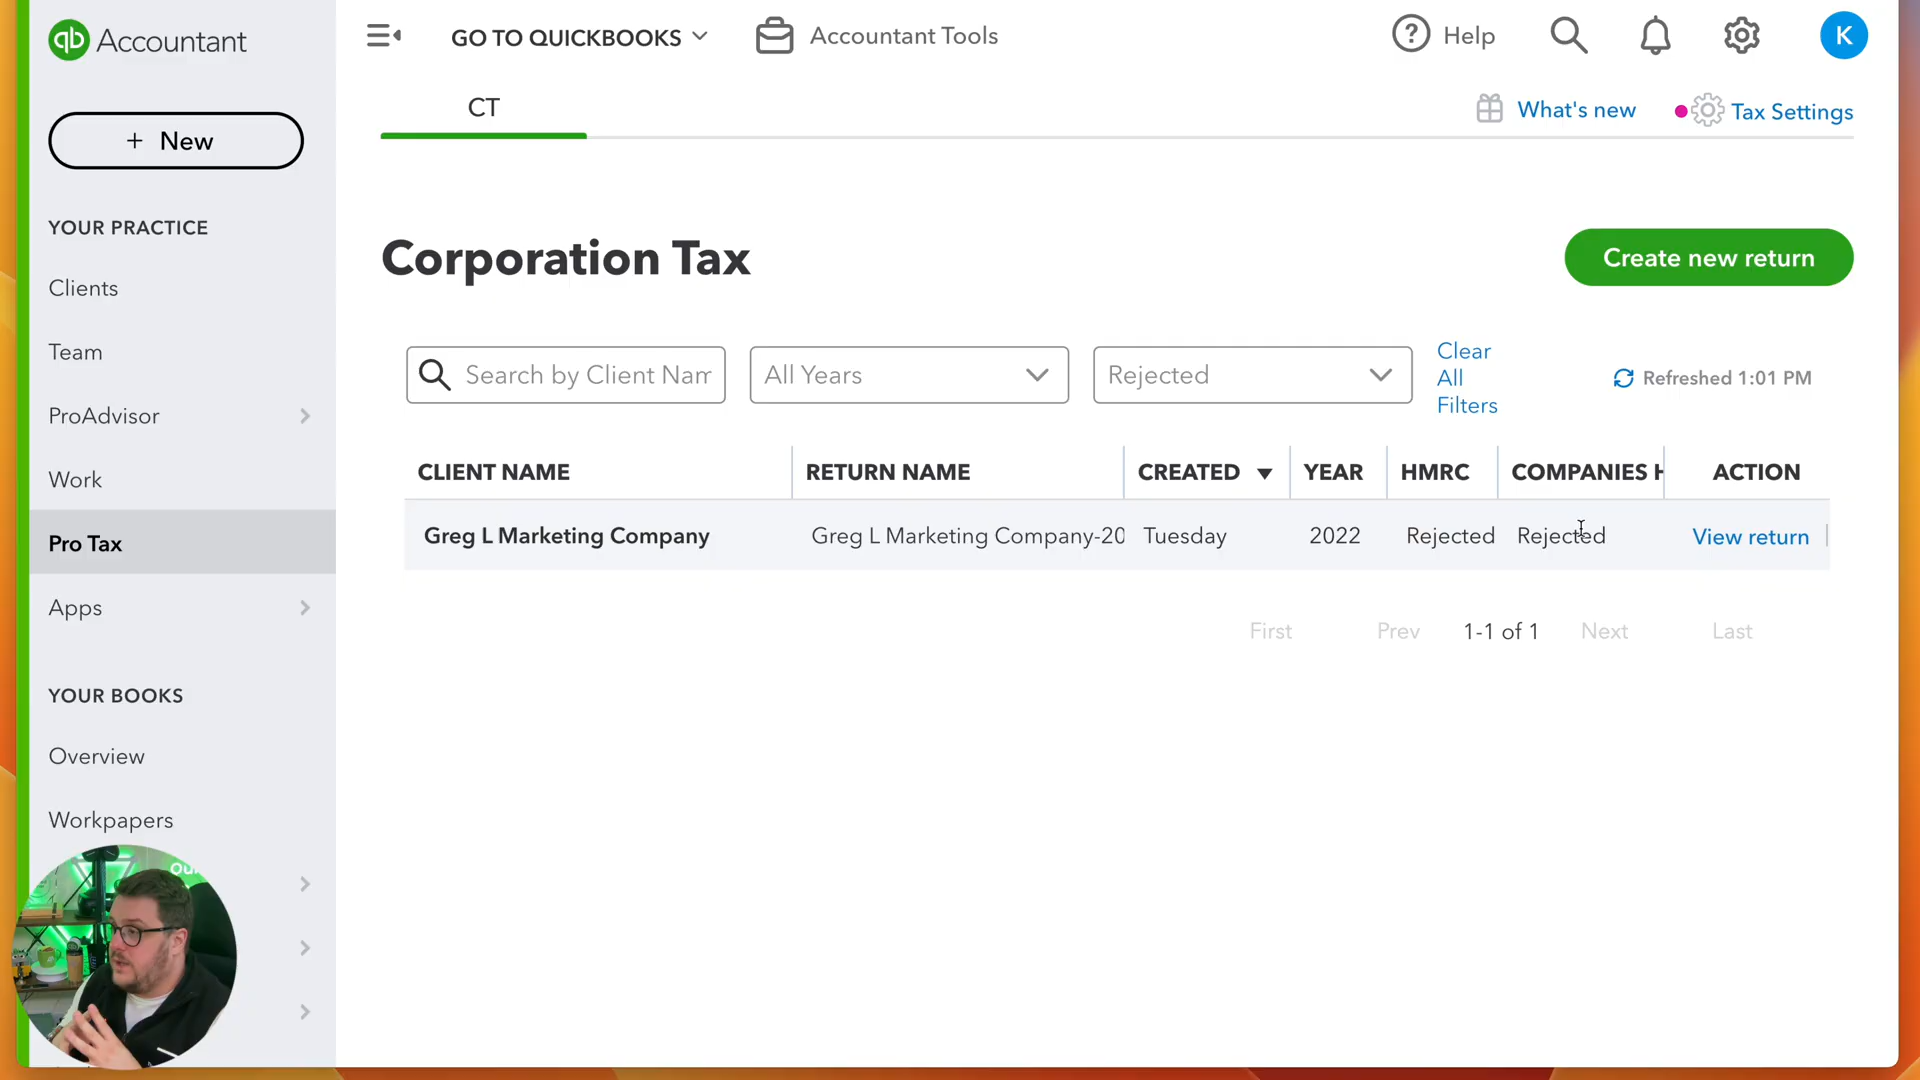 qb Accountant
GO TO QUICKBOOKS
Accountant Tools
Help
K
CT
What's new
Tax Settings
+ New
YOUR PRACTICE
Clients
Team
ProAdvisor
Work
Pro Tax
Apps
YOUR BOOKS
Overview
Workpapers
Corporation Tax
Create new return
Search by Client Nam
All Years
Rejected
Clear
All
Filters
Refreshed 1:01 PM
CLIENT NAME RETURN NAME CREATED YEAR HMRC COMPANIES H ACTION
Greg L Marketing Company Greg L Marketing Company-20 Tuesday 2022 Rejected Rejected View return
First Prev 1-1 of 1 Next Last